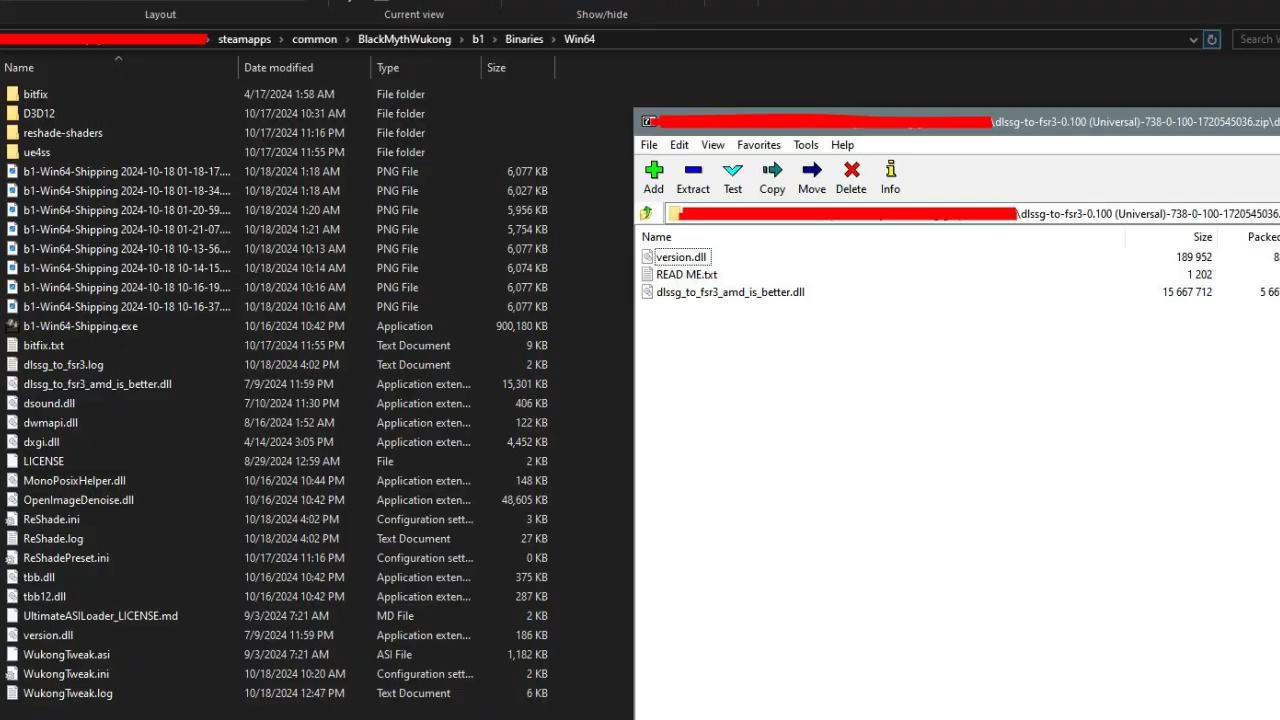 Layout Current view Show/hide
steamapps > common > BlackMythWukong > b1 > Binaries > Win64
Search
Name Date modified Type Size
bitfix 4/17/2024 1:58 AM File folder
D3D12 10/17/2024 10:31 AM File folder
reshade-shaders 10/17/2024 11:16 PM File folder
ue4ss 10/17/2024 11:55 PM File folder
b1-Win64-Shipping 2024-10-18 01-18-17.... 10/18/2024 1:18 AM PNG File 6,077 KB
b1-Win64-Shipping 2024-10-18 01-18-34.... 10/18/2024 1:18 AM PNG File 6,027 KB
b1-Win64-Shipping 2024-10-18 01-20-59.... 10/18/2024 1:20 AM PNG File 5,956 KB
b1-Win64-Shipping 2024-10-18 01-21-07.... 10/18/2024 1:21 AM PNG File 5,754 KB
b1-Win64-Shipping 2024-10-18 10-13-56.... 10/18/2024 10:13 AM PNG File 6,077 KB
b1-Win64-Shipping 2024-10-18 10-14-15.... 10/18/2024 10:14 AM PNG File 6,074 KB
b1-Win64-Shipping 2024-10-18 10-16-19.... 10/18/2024 10:16 AM PNG File 6,077 KB
b1-Win64-Shipping 2024-10-18 10-16-37.... 10/18/2024 10:16 AM PNG File 6,077 KB
b1-Win64-Shipping.exe 10/16/2024 10:42 PM Application 900,180 KB
bitfix.txt 10/17/2024 11:55 PM Text Document 9 KB
dlssg_to_fsr3.log 10/18/2024 4:02 PM Text Document 2 KB
dlssg_to_fsr3_amd_is_better.dll 7/9/2024 11:59 PM Application exten... 15,301 KB
dsound.dll 7/10/2024 11:30 PM Application exten... 406 KB
dwmapi.dll 8/16/2024 1:52 AM Application exten... 122 KB
dxgi.dll 4/14/2024 3:05 PM Application exten... 4,452 KB
LICENSE 8/29/2024 12:59 AM File 2 KB
MonoPosixHelper.dll 10/16/2024 10:44 PM Application exten... 148 KB
OpenImageDenoise.dll 10/16/2024 10:42 PM Application exten... 48,605 KB
ReShade.ini 10/18/2024 4:02 PM Configuration sett... 3 KB
ReShade.log 10/18/2024 4:02 PM Text Document 27 KB
ReShadePreset.ini 10/17/2024 11:16 PM Configuration sett... 0 KB
tbb.dll 10/16/2024 10:42 PM Application exten... 375 KB
tbb12.dll 10/16/2024 10:42 PM Application exten... 287 KB
UltimateASILoader_LICENSE.md 9/3/2024 7:21 AM MD File 2 KB
version.dll 7/9/2024 11:59 PM Application exten... 186 KB
WukongTweak.asi 9/3/2024 7:21 AM ASI File 1,182 KB
WukongTweak.ini 10/18/2024 10:20 AM Configuration sett... 2 KB
WukongTweak.log 10/18/2024 12:47 PM Text Document 6 KB
\dlssg-to-fsr3-0.100 (Universal)-738-0-100-1720545036.zip\d
File Edit View Favorites Tools Help
Add Extract Test Copy Move Delete Info
\dlssg-to-fsr3-0.100 (Universal)-738-0-100-1720545036.
Name Size Packed
version.dll 189 952 8
READ ME.txt 1 202
dlssg_to_fsr3_amd_is_better.dll 15 667 712 5 66